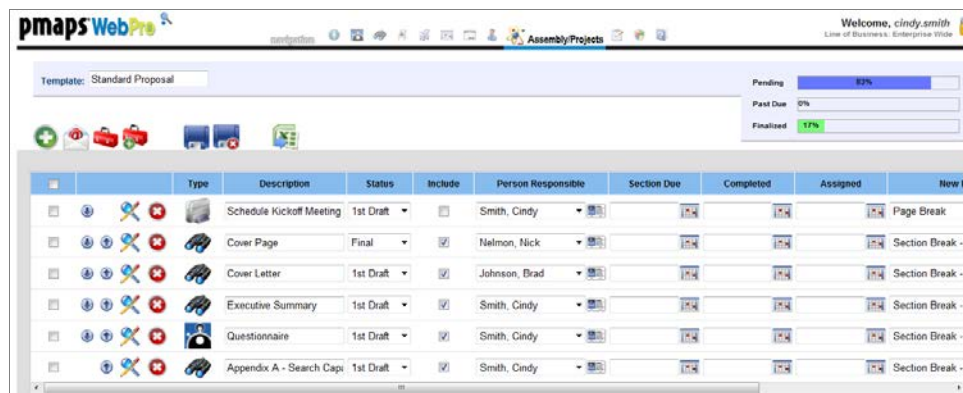 pmaps WebPro
navigation
Assembly/Projects
Welcome, cindy.smith
Line of Business: Enterprise Wide
Template: Standard Proposal
Pending 83%
Past Due 0%
Finalized 17%
Type Description Status Include Person Responsible Section Due Completed Assigned New
Schedule Kickoff Meeting 1st Draft Smith, Cindy Page Break
Cover Page Final Nelmon, Nick Section Break -
Cover Letter 1st Draft Johnson, Brad Section Break -
Executive Summary 1st Draft Smith, Cindy Section Break -
Questionnaire 1st Draft Smith, Cindy Section Break -
Appendix A - Search Capa 1st Draft Smith, Cindy Section Break -